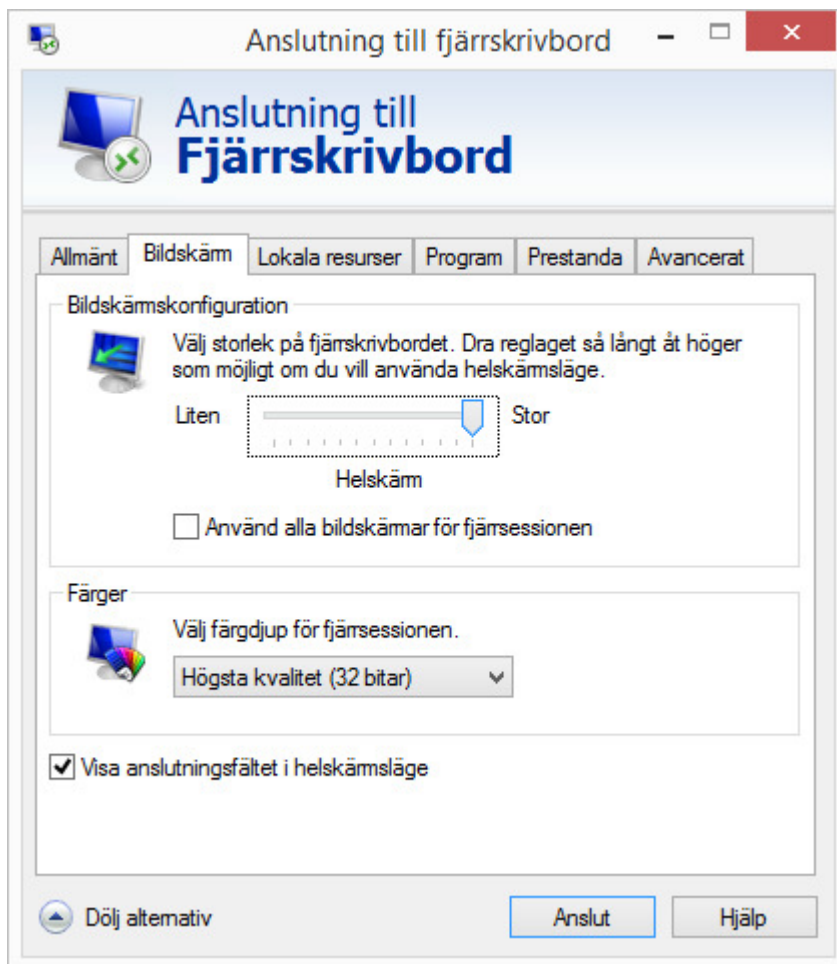 Anslutning till fjärrskrivbord
Anslutning till
Fjärrskrivbord
Allmänt Bildskärm Lokala resurser Program Prestanda Avancerat
Bildskärmskonfiguration
Välj storlek på fjärrskrivbordet. Dra reglaget så långt åt höger
som möjligt om du vill använda helskärmsläge.
Liten Stor
Helskärm
Använd alla bildskärmar för fjärrsessionen
Färger
Välj färgdjup för fjärrsessionen.
Högsta kvalitet (32 bitar)
Visa anslutningsfältet i helskärmsläge
Dölj alternativ Anslut Hjälp